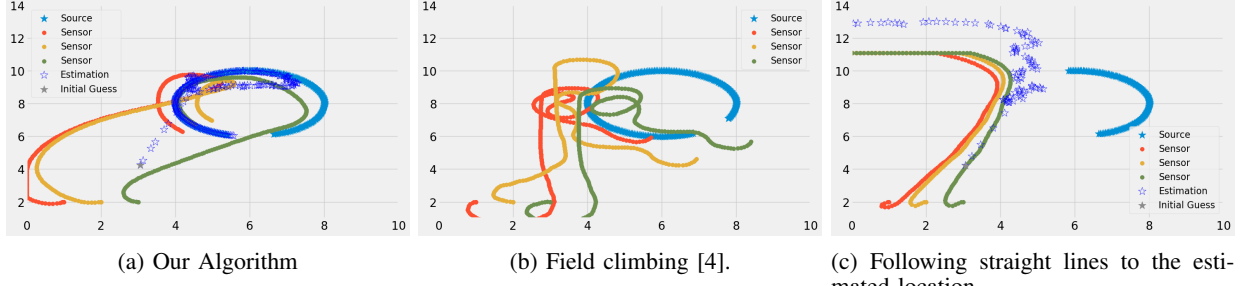 14
12
10
8
6
4
2
0
2
4
6
8
10
Source
Sensor
Sensor
Sensor
Estimation
Initial Guess
(a) Our Algorithm
14
12
10
8
6
4
2
0
2
4
6
8
10
Source
Sensor
Sensor
Sensor
(b) Field climbing [4].
14
12
10
8
6
4
2
0
2
4
6
8
10
Source
Sensor
Sensor
Sensor
Estimation
Initial Guess
(c) Following straight lines to the esti-
mated location